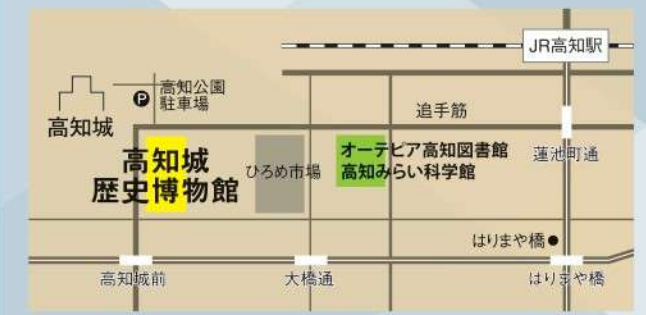 JR高知駅
高知公園
駐車場
P
高知城
追手筋
高知城
歴史博物館
ひろめ市場
オーテピア高知図書館
高知みらい科学館
蓮池町通
はりまや橋
高知城前
大橋通
はりまや橋